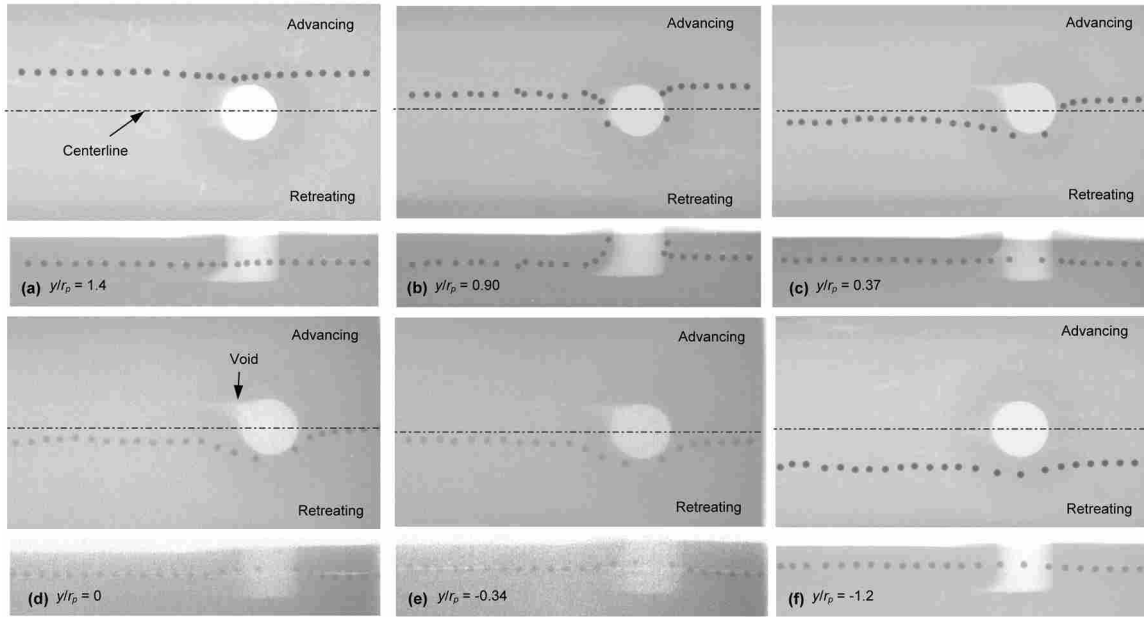 Advancing
Centerline
Retreating
(a) y/rₚ = 1.4
Advancing
Retreating
(b) y/rₚ = 0.90
Advancing
Retreating
(c) y/rₚ = 0.37
Advancing
Void
Retreating
(d) y/rₚ = 0
Advancing
Retreating
(e) y/rₚ = -0.34
Advancing
Retreating
(f) y/rₚ = -1.2